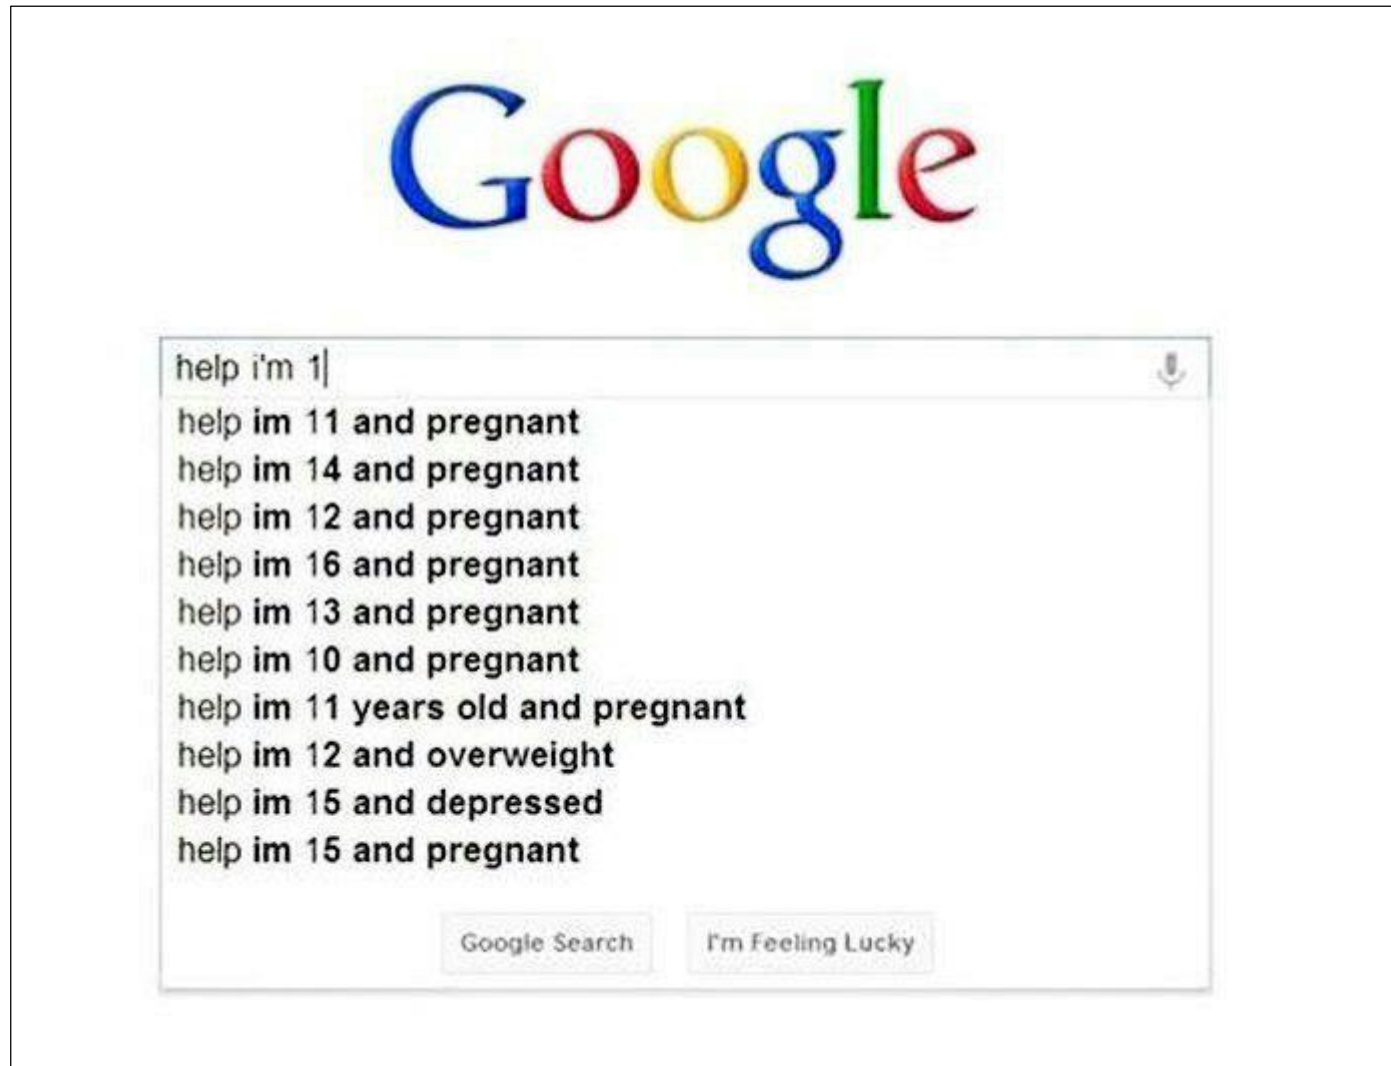 Google
help i'm 1
help im 11 and pregnant
help im 14 and pregnant
help im 12 and pregnant
help im 16 and pregnant
help im 13 and pregnant
help im 10 and pregnant
help im 11 years old and pregnant
help im 12 and overweight
help im 15 and depressed
help im 15 and pregnant
Google Search I'm Feeling Lucky